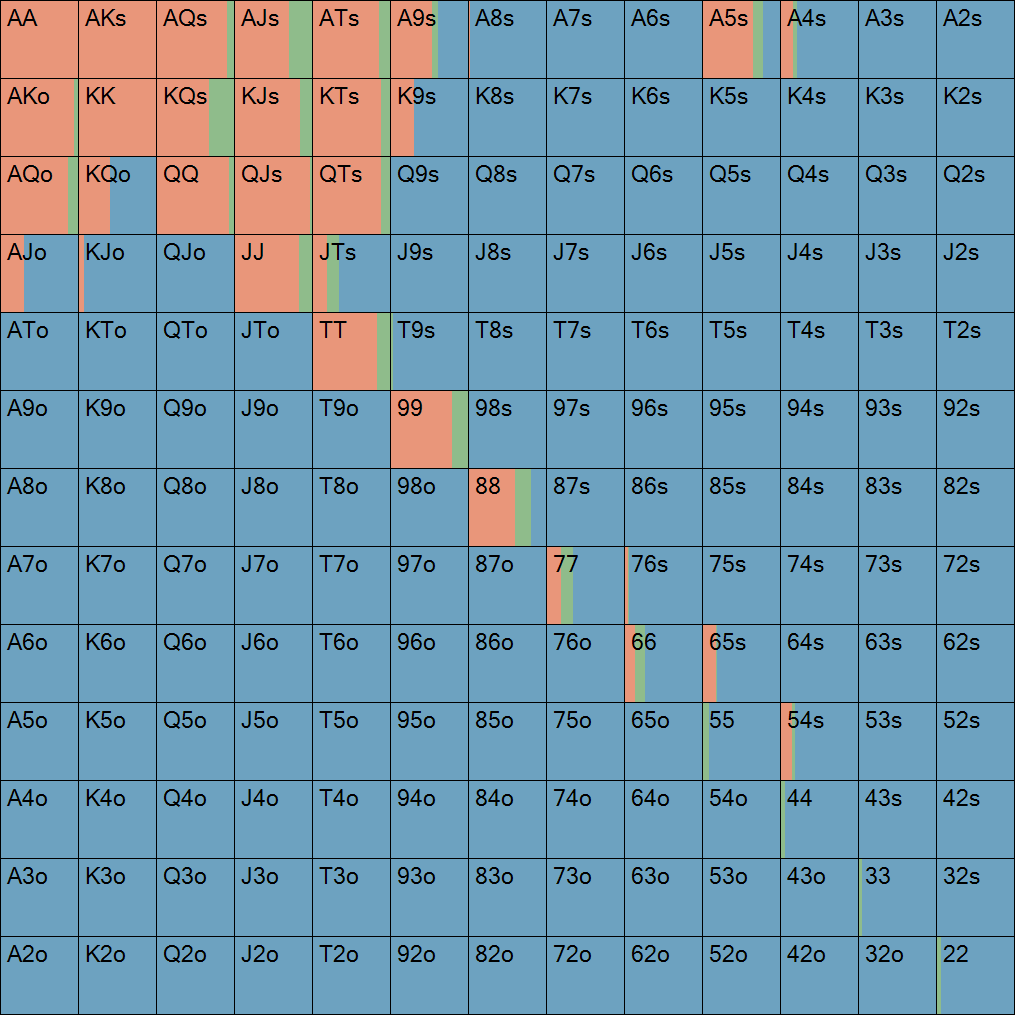 AA AKs AQs AJs ATs A9s A8s A7s A6s A5s A4s A3s A2s
AKo KK KQs KJs KTs K9s K8s K7s K6s K5s K4s K3s K2s
AQo KQo QQ QJs QTs Q9s Q8s Q7s Q6s Q5s Q4s Q3s Q2s
AJo KJo QJo JJ JTs J9s J8s J7s J6s J5s J4s J3s J2s
ATo KTo QTo JTo TT T9s T8s T7s T6s T5s T4s T3s T2s
A9o K9o Q9o J9o T9o 99 98s 97s 96s 95s 94s 93s 92s
A8o K8o Q8o J8o T8o 98o 88 87s 86s 85s 84s 83s 82s
A7o K7o Q7o J7o T7o 97o 87o 77 76s 75s 74s 73s 72s
A6o K6o Q6o J6o T6o 96o 86o 76o 66 65s 64s 63s 62s
A5o K5o Q5o J5o T5o 95o 85o 75o 65o 55 54s 53s 52s
A4o K4o Q4o J4o T4o 94o 84o 74o 64o 54o 44 43s 42s
A3o K3o Q3o J3o T3o 93o 83o 73o 63o 53o 43o 33 32s
A2o K2o Q2o J2o T2o 92o 82o 72o 62o 52o 42o 32o 22